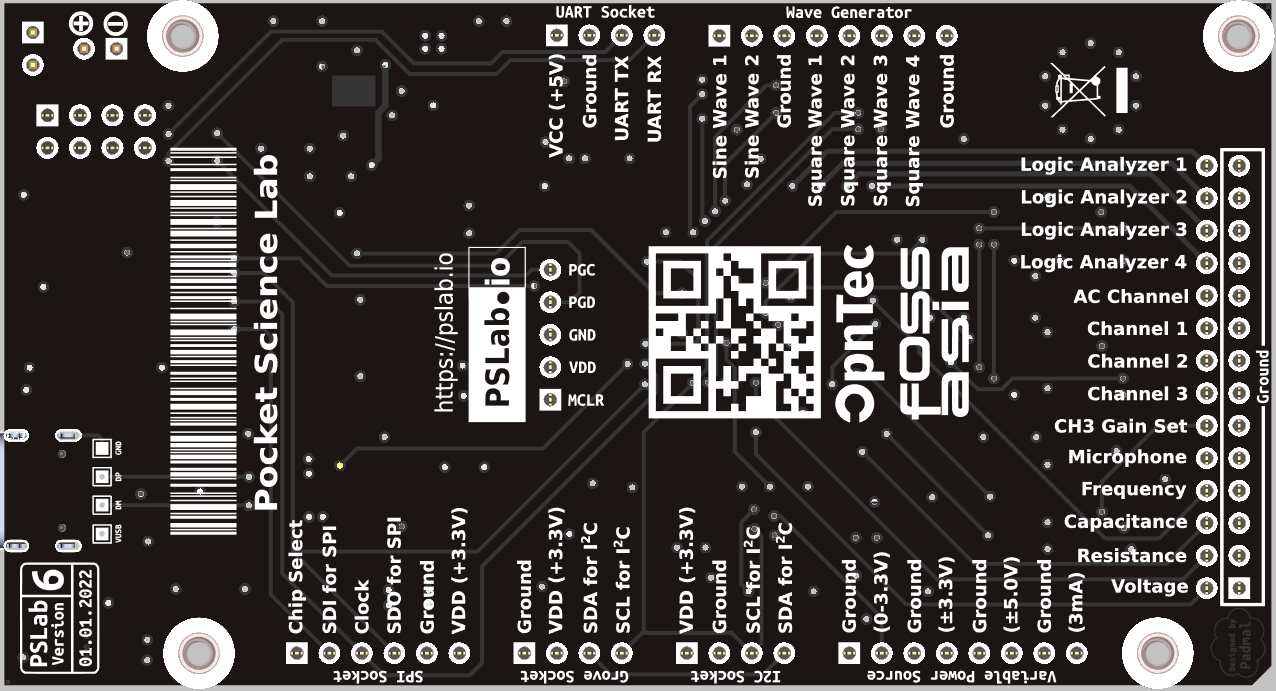 UART Socket
VCC (+5V)
Ground
UART TX
UART RX
Wave Generator
Sine Wave 1
Sine Wave 2
Ground
Square Wave 1
Square Wave 2
Square Wave 3
Square Wave 4
Ground
Logic Analyzer 1
Logic Analyzer 2
Logic Analyzer 3
Logic Analyzer 4
AC Channel
Channel 1
Channel 2
Channel 3
CH3 Gain Set
Microphone
Frequency
Capacitance
Resistance
Voltage
Ground
Pocket Science Lab
https://pslab.io
PSLab.io
PGC
PGD
GND
VDD
MCLR
OpnTec
FOSS
ASIA
GND
DP
DM
VUSB
PSLab
Version
6
01.01.2022
Chip Select
SDI for SPI
Clock
SDO for SPI
Ground
VDD (+3.3V)
SPI Socket
Ground
VDD (+3.3V)
SDA for I²C
SCL for I²C
Grove Socket
VDD (+3.3V)
Ground
SCL for I²C
SDA for I²C
I2C Socket
Ground
(0-3.3V)
Ground
(±3.3V)
Ground
(±5.0V)
Ground
(3mA)
Variable Power Source
Designed by
Padmal